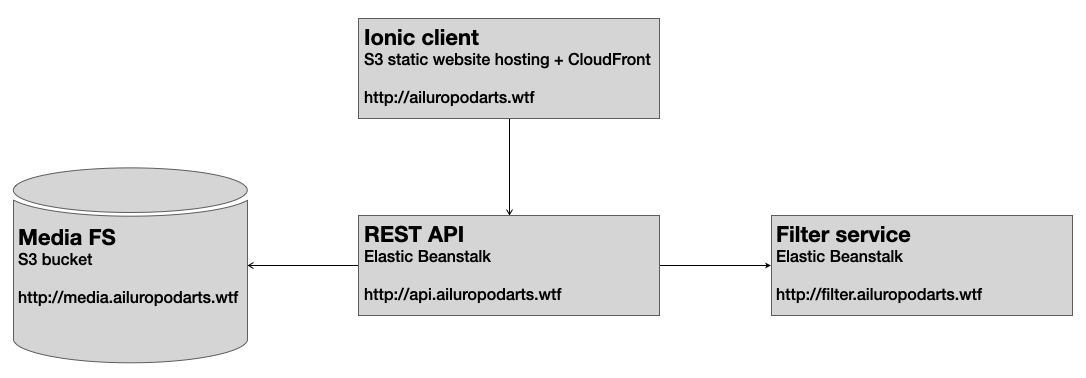 Ionic client
S3 static website hosting + CloudFront
http://ailuropodarts.wtf
Media FS
S3 bucket
http://media.ailuropodarts.wtf
REST API
Elastic Beanstalk
http://api.ailuropodarts.wtf
Filter service
Elastic Beanstalk
http://filter.ailuropodarts.wtf